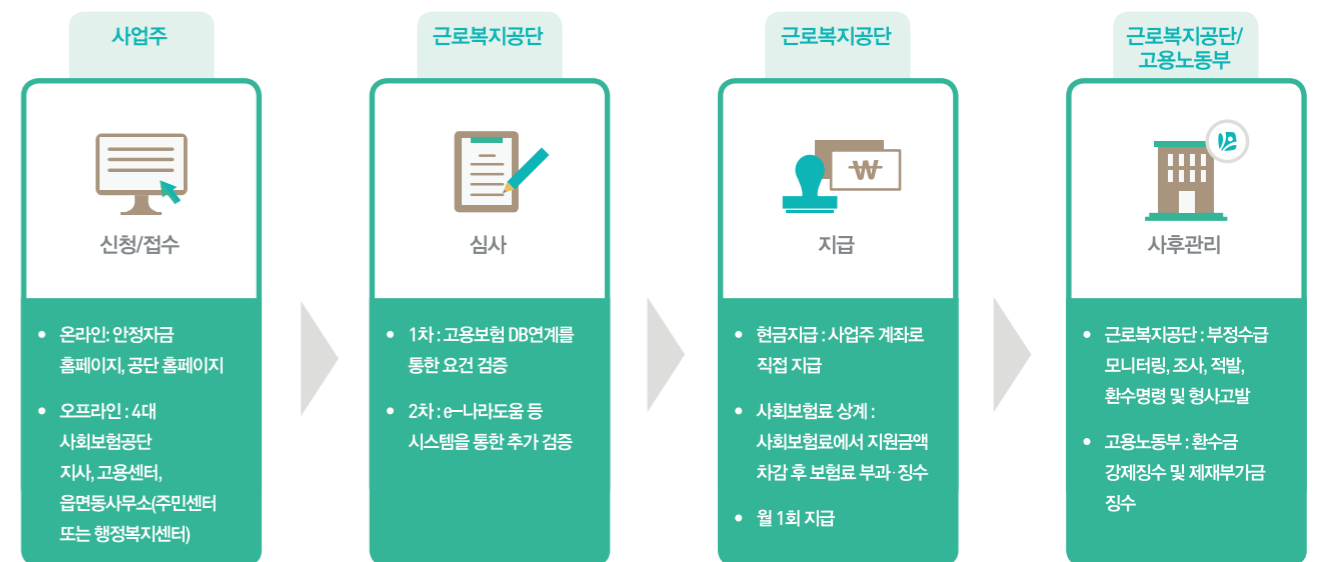 사업주
신청/접수
• 온라인: 안정자금
홈페이지, 공단 홈페이지
• 오프라인 : 4대
사회보험공단
지사, 고용센터,
읍면동사무소(주민센터
또는 행정복지센터)
근로복지공단
심사
• 1차 : 고용보험 DB연계를
통한 요건 검증
• 2차 : e-나라도움 등
시스템을 통한 추가 검증
근로복지공단
₩
지급
• 현금지급 : 사업주 계좌로
직접 지급
• 사회보험료 상계 :
사회보험료에서 지원금액
차감 후 보험료 부과·징수
• 월 1회 지급
근로복지공단/
고용노동부
사후관리
• 근로복지공단 : 부정수급
모니터링, 조사, 적발,
환수명령 및 형사고발
• 고용노동부 : 환수금
강제징수 및 제재부가금
징수